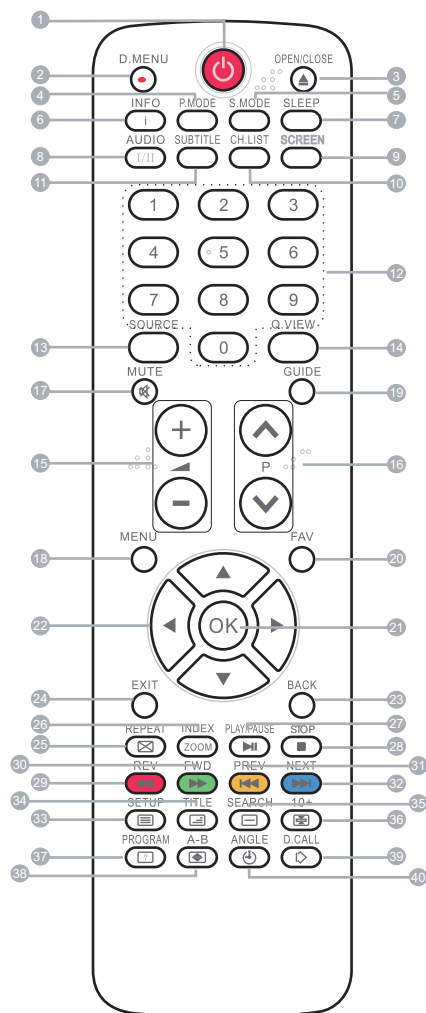 1
D.MENU OPEN/CLOSE
2 3
4 P.MODE S.MODE 5
INFO SLEEP
6 i 7
AUDIO SUBTITLE CH.LIST SCREEN
8 I/II 9
11 10
1 2 3
4 5 6
12
7 8 9
SOURCE Q.VIEW
13 0 14
MUTE GUIDE
17 19
+
15 P 16
−
MENU FAV
18 20
22 OK 21
EXIT BACK
24 23
26 27
REPEAT INDEX PLAY/PAUSE STOP
25 ZOOM 28
30 31
REV FWD PREV NEXT
29 32
34 35
SETUP TITLE SEARCH 10+
33 36
PROGRAM A-B ANGLE D.CALL
37 ? 39
38 40